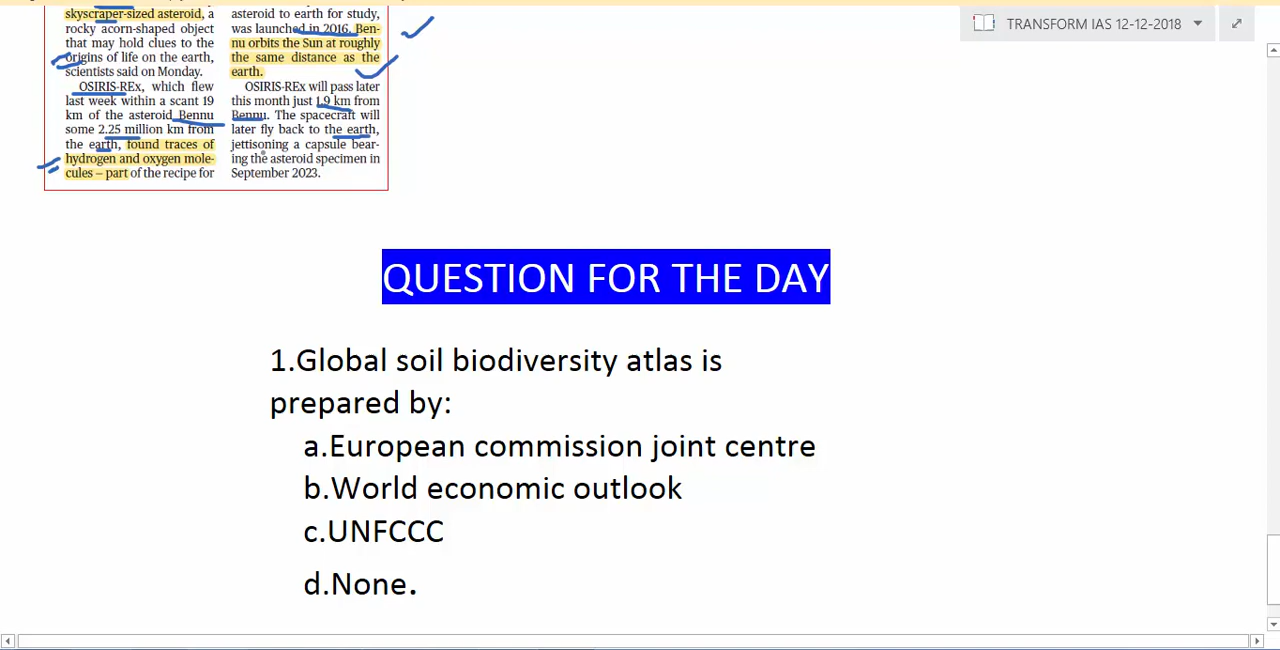 TRANSFORM IAS 12-12-2018
skyscraper-sized asteroid, a
rocky acorn-shaped object
that may hold clues to the
origins of life on the earth,
scientists said on Monday.
OSIRIS-REx, which flew
last week within a scant 19
km of the asteroid Bennu
some 2.25 million km from
the earth, found traces of
hydrogen and oxygen mole-
cules – part of the recipe for
asteroid to earth for study,
was launched in 2016. Ben-
nu orbits the Sun at roughly
the same distance as the
earth.
OSIRIS-REx will pass later
this month just 1.9 km from
Bennu. The spacecraft will
later fly back to the earth,
jettisoning a capsule bear-
ing the asteroid specimen in
September 2023.
QUESTION FOR THE DAY
1.Global soil biodiversity atlas is
prepared by:
a.European commission joint centre
b.World economic outlook
c.UNFCCC
d.None.